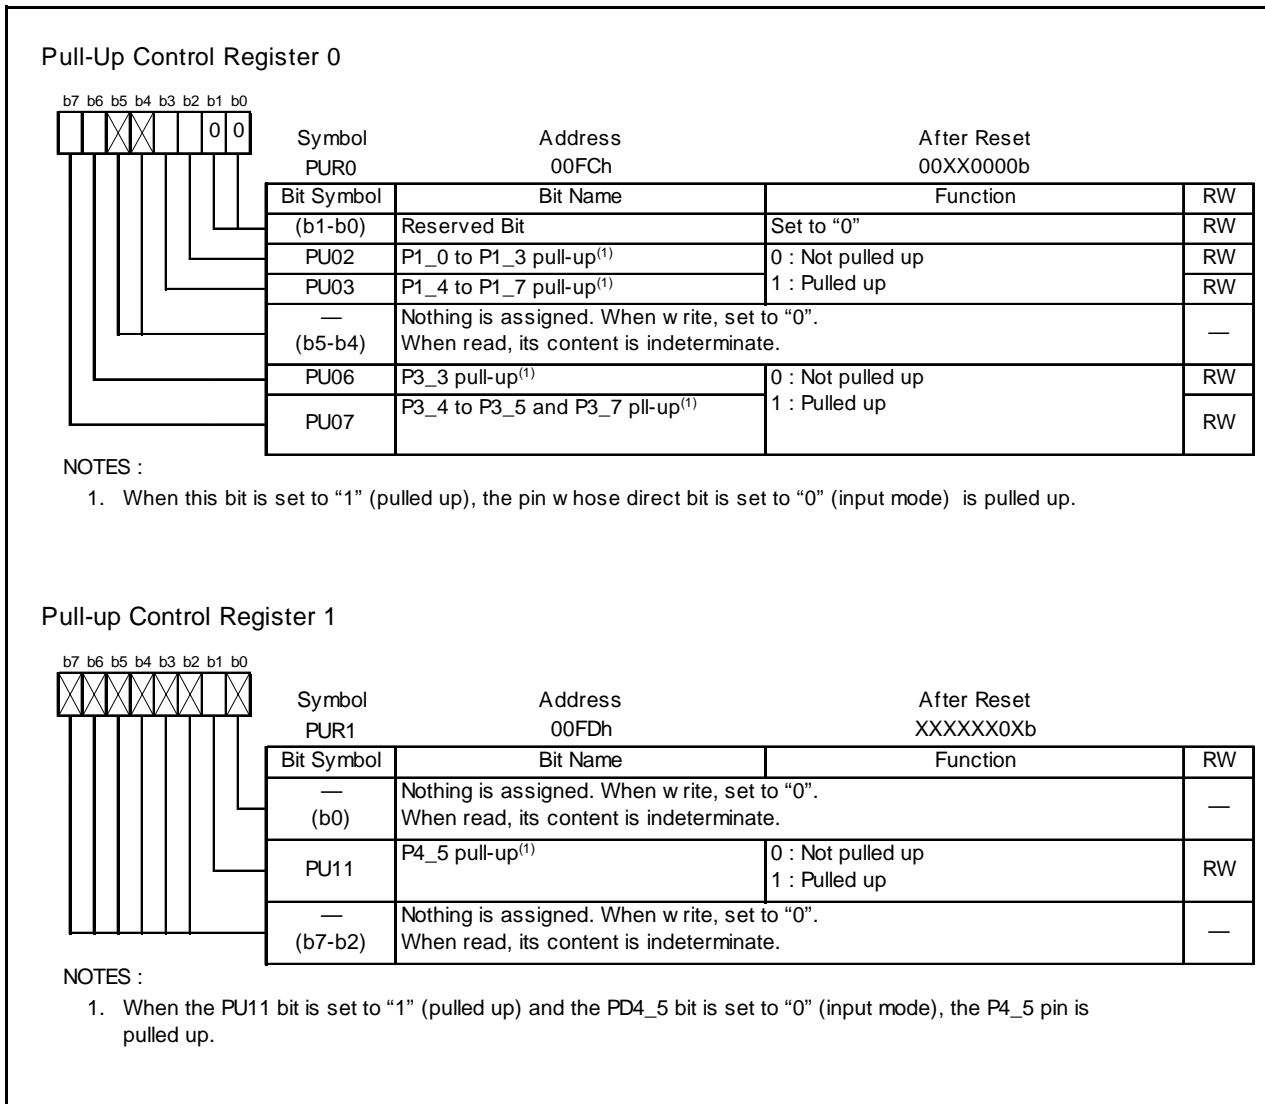 Pull-Up Control Register 0
b7 b6 b5 b4 b3 b2 b1 b0
0 0
Symbol Address After Reset
PUR0 00FCh 00XX0000b
Bit Symbol Bit Name Function RW
(b1-b0) Reserved Bit Set to “0” RW
PU02 P1_0 to P1_3 pull-up(1) 0 : Not pulled up RW
PU03 P1_4 to P1_7 pull-up(1) 1 : Pulled up RW
— Nothing is assigned. When w rite, set to “0”.
(b5-b4) When read, its content is indeterminate. —
PU06 P3_3 pull-up(1) 0 : Not pulled up RW
PU07 P3_4 to P3_5 and P3_7 pll-up(1) 1 : Pulled up RW
NOTES :
1. When this bit is set to “1” (pulled up), the pin w hose direct bit is set to “0” (input mode) is pulled up.
Pull-up Control Register 1
b7 b6 b5 b4 b3 b2 b1 b0
Symbol Address After Reset
PUR1 00FDh XXXXXX0Xb
Bit Symbol Bit Name Function RW
— Nothing is assigned. When w rite, set to “0”.
(b0) When read, its content is indeterminate. —
PU11 P4_5 pull-up(1) 0 : Not pulled up RW
1 : Pulled up
— Nothing is assigned. When w rite, set to “0”.
(b7-b2) When read, its content is indeterminate. —
NOTES :
1. When the PU11 bit is set to “1” (pulled up) and the PD4_5 bit is set to “0” (input mode), the P4_5 pin is
pulled up.